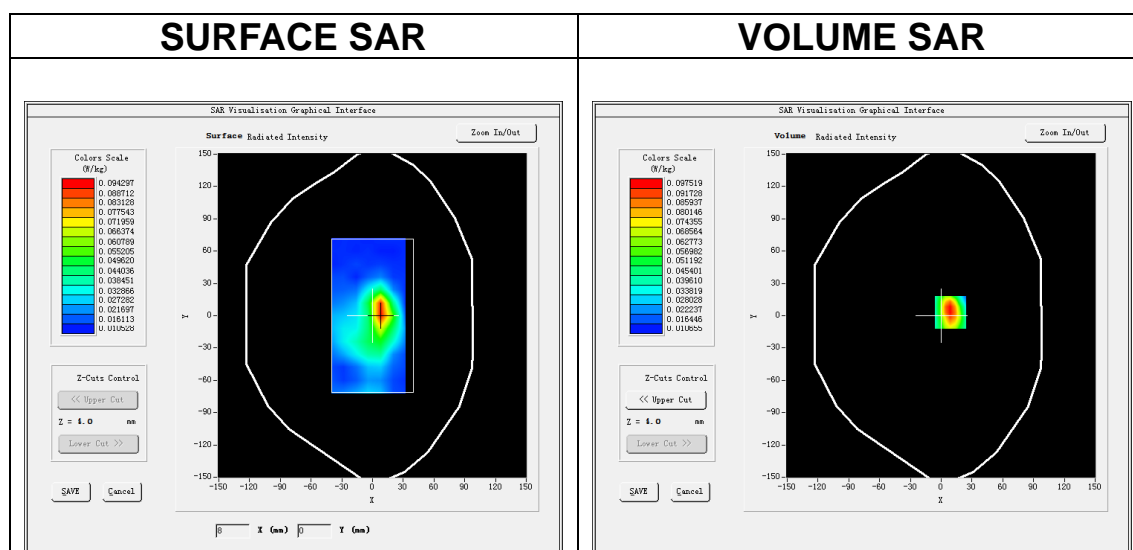 SURFACE SAR
VOLUME SAR
SAR Visualisation Graphical Interface
Surface Radiated Intensity
Zoom In/Out
Colors Scale
(W/kg)
0.094297
0.088712
0.083128
0.077543
0.071959
0.066374
0.060789
0.055205
0.049620
0.044036
0.038451
0.032866
0.027282
0.021697
0.016113
0.010528
Z-Cuts Control
<< Upper Cut
Z = 4.0 mm
Lower Cut >>
SAVE
Cancel
150
120
90
60
30
0
-30
-60
-90
-120
-150
Y
-150 -120 -90 -60 -30 0 30 60 90 120 150
X
8 X (mm) 0 Y (mm)
SAR Visualisation Graphical Interface
Volume Radiated Intensity
Zoom In/Out
Colors Scale
(W/kg)
0.097519
0.091728
0.085937
0.080146
0.074355
0.068564
0.062773
0.056982
0.051192
0.045401
0.039610
0.033819
0.028028
0.022237
0.016446
0.010655
Z-Cuts Control
<< Upper Cut
Z = 4.0 mm
Lower Cut >>
SAVE
Cancel
150
120
90
60
30
0
-30
-60
-90
-120
-150
Y
-150 -120 -90 -60 -30 0 30 60 90 120 150
X